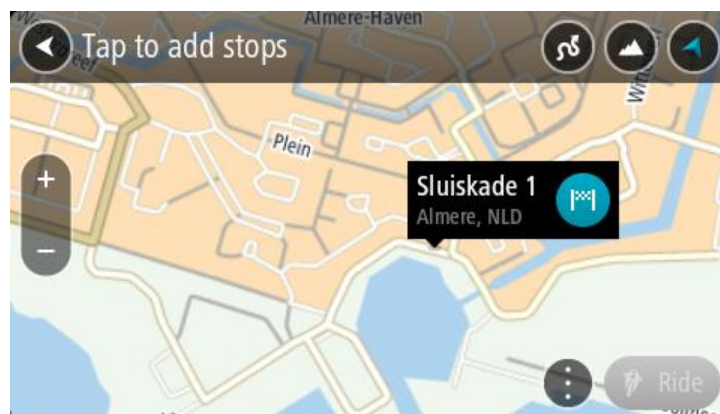 Almere-Haven
Tap to add stops
Plein
Sluiskade 1
Almere, NLD
Ride